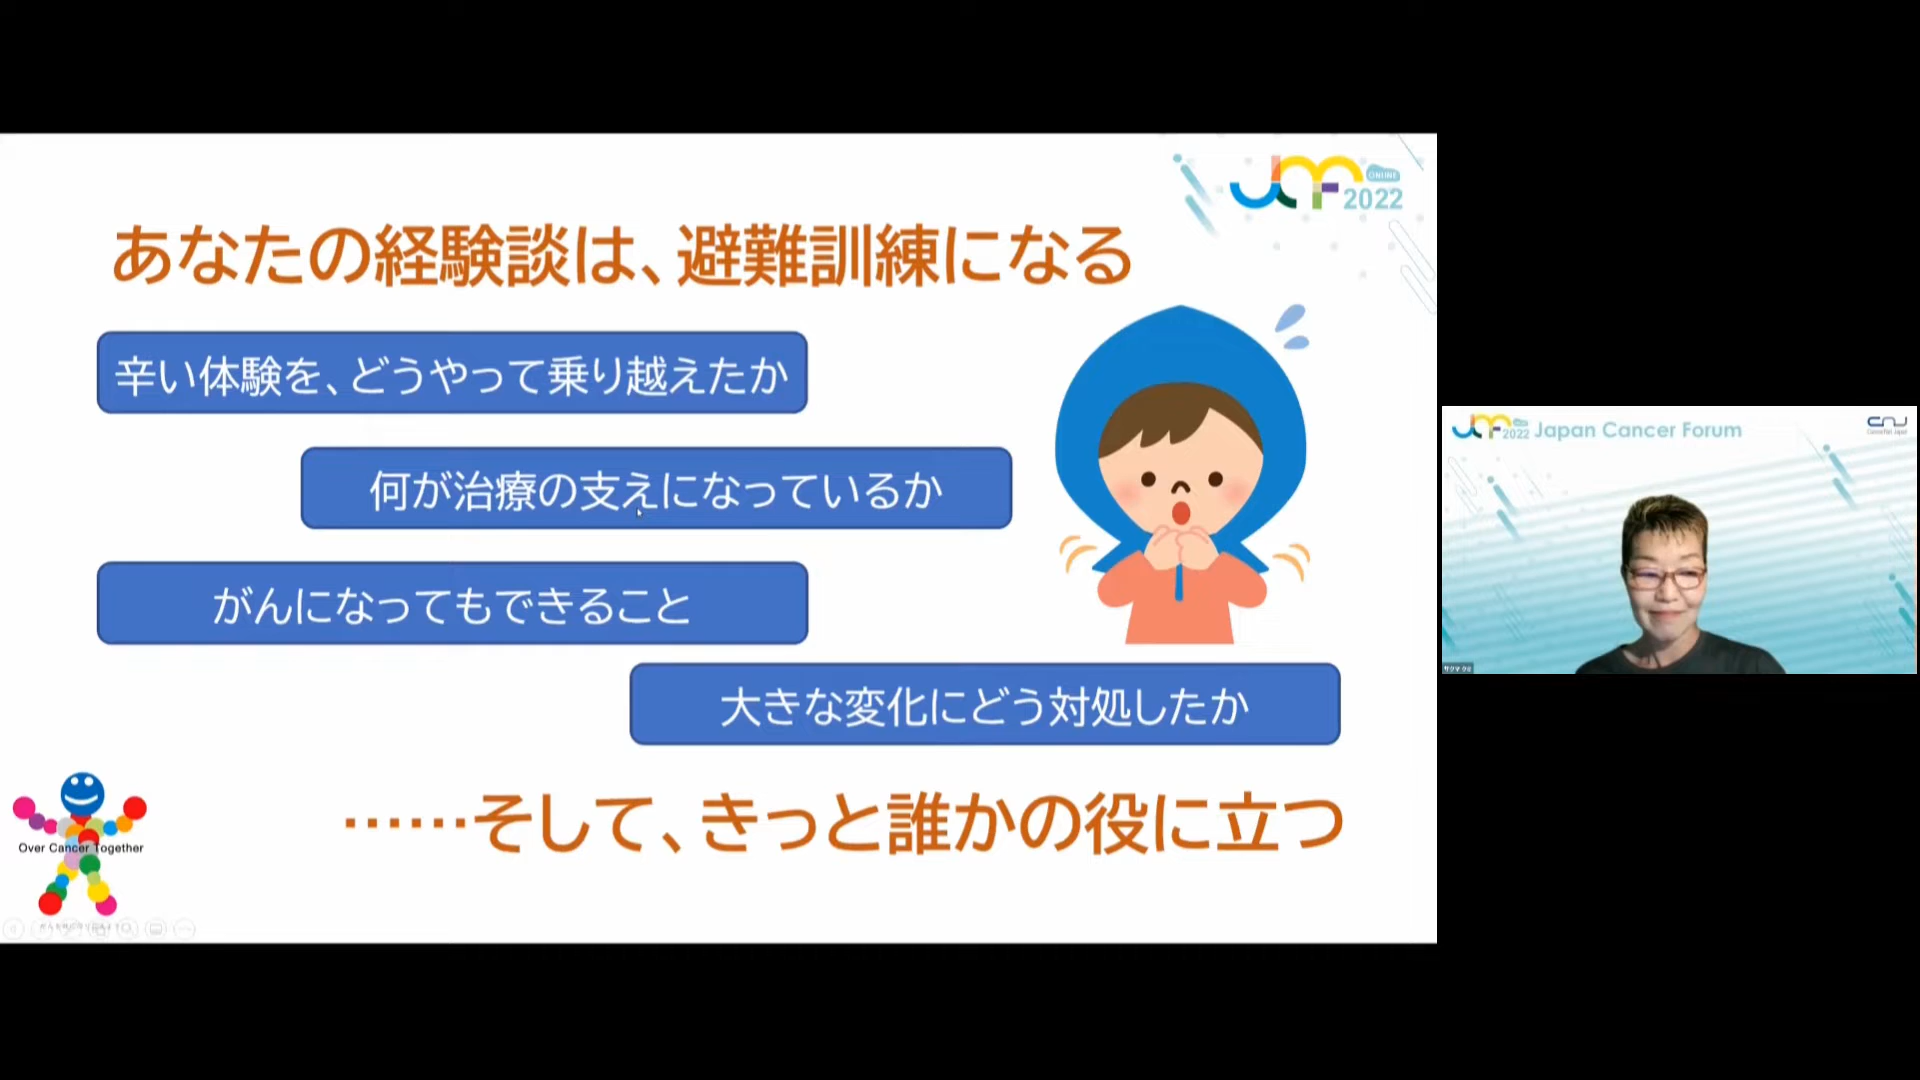 ONLINE
2022
あなたの経験談は、避難訓練になる
辛い体験を、どうやって乗り越えたか
何が治療の支えになっているか
がんになってもできること
大きな変化にどう対処したか
……そして、きっと誰かの役に立つ
Over Cancer Together
2022 Japan Cancer Forum